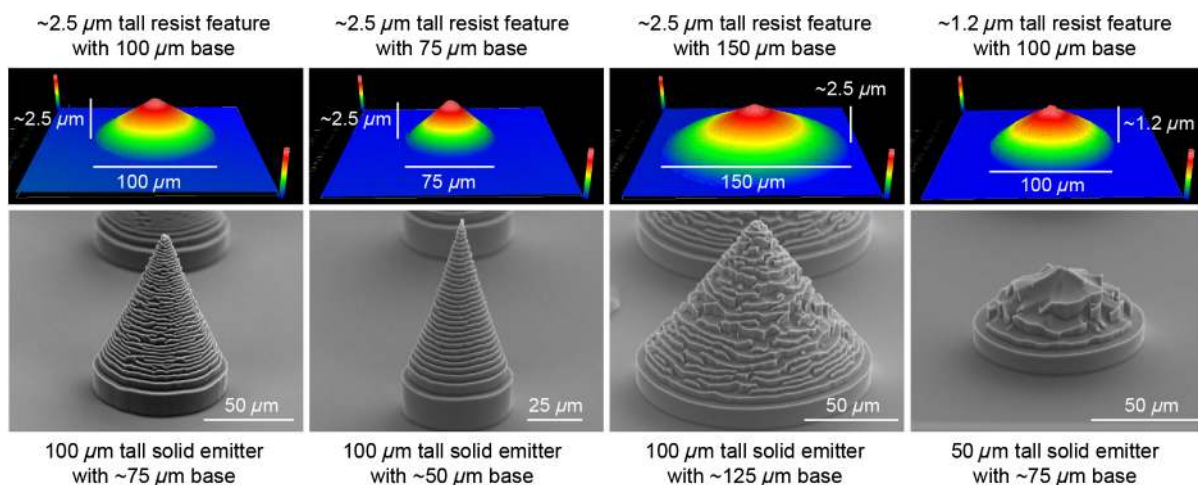 ~2.5 µm tall resist feature
with 100 µm base
~2.5 µm tall resist feature
with 75 µm base
~2.5 µm tall resist feature
with 150 µm base
~1.2 µm tall resist feature
with 100 µm base
~2.5 µm
100 µm
~2.5 µm
75 µm
~2.5 µm
150 µm
~1.2 µm
100 µm
50 µm
25 µm
50 µm
50 µm
100 µm tall solid emitter
with ~75 µm base
100 µm tall solid emitter
with ~50 µm base
100 µm tall solid emitter
with ~125 µm base
50 µm tall solid emitter
with ~75 µm base